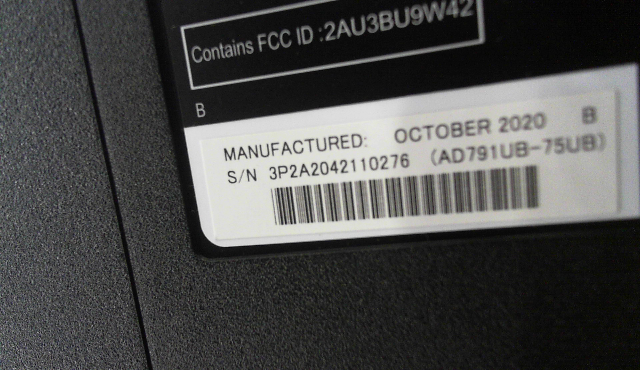 Contains FCC ID :2AU3BU9W42
B
MANUFACTURED: OCTOBER 2020 B
S/N 3P2A2042110276 (AD791UB-75UB)